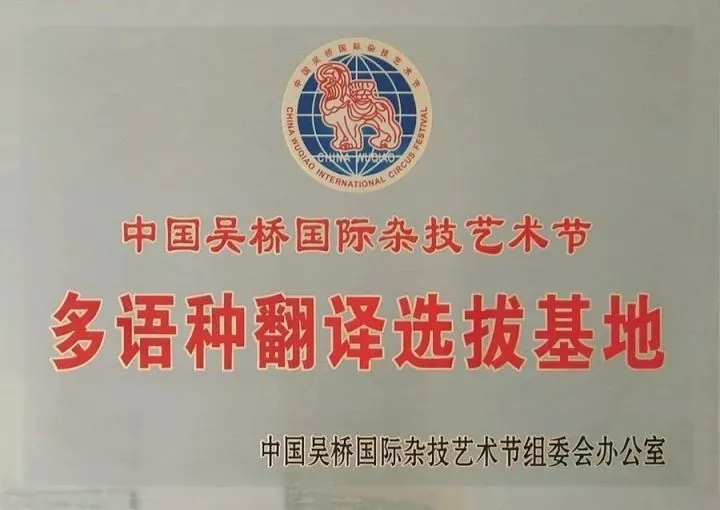 中国吴桥国际杂技艺术节
CHINA WUQIAO
CHINA WUQIAO INTERNATIONAL CIRCUS FESTIVAL
中国吴桥国际杂技艺术节
多语种翻译选拔基地
中国吴桥国际杂技艺术节组委会办公室